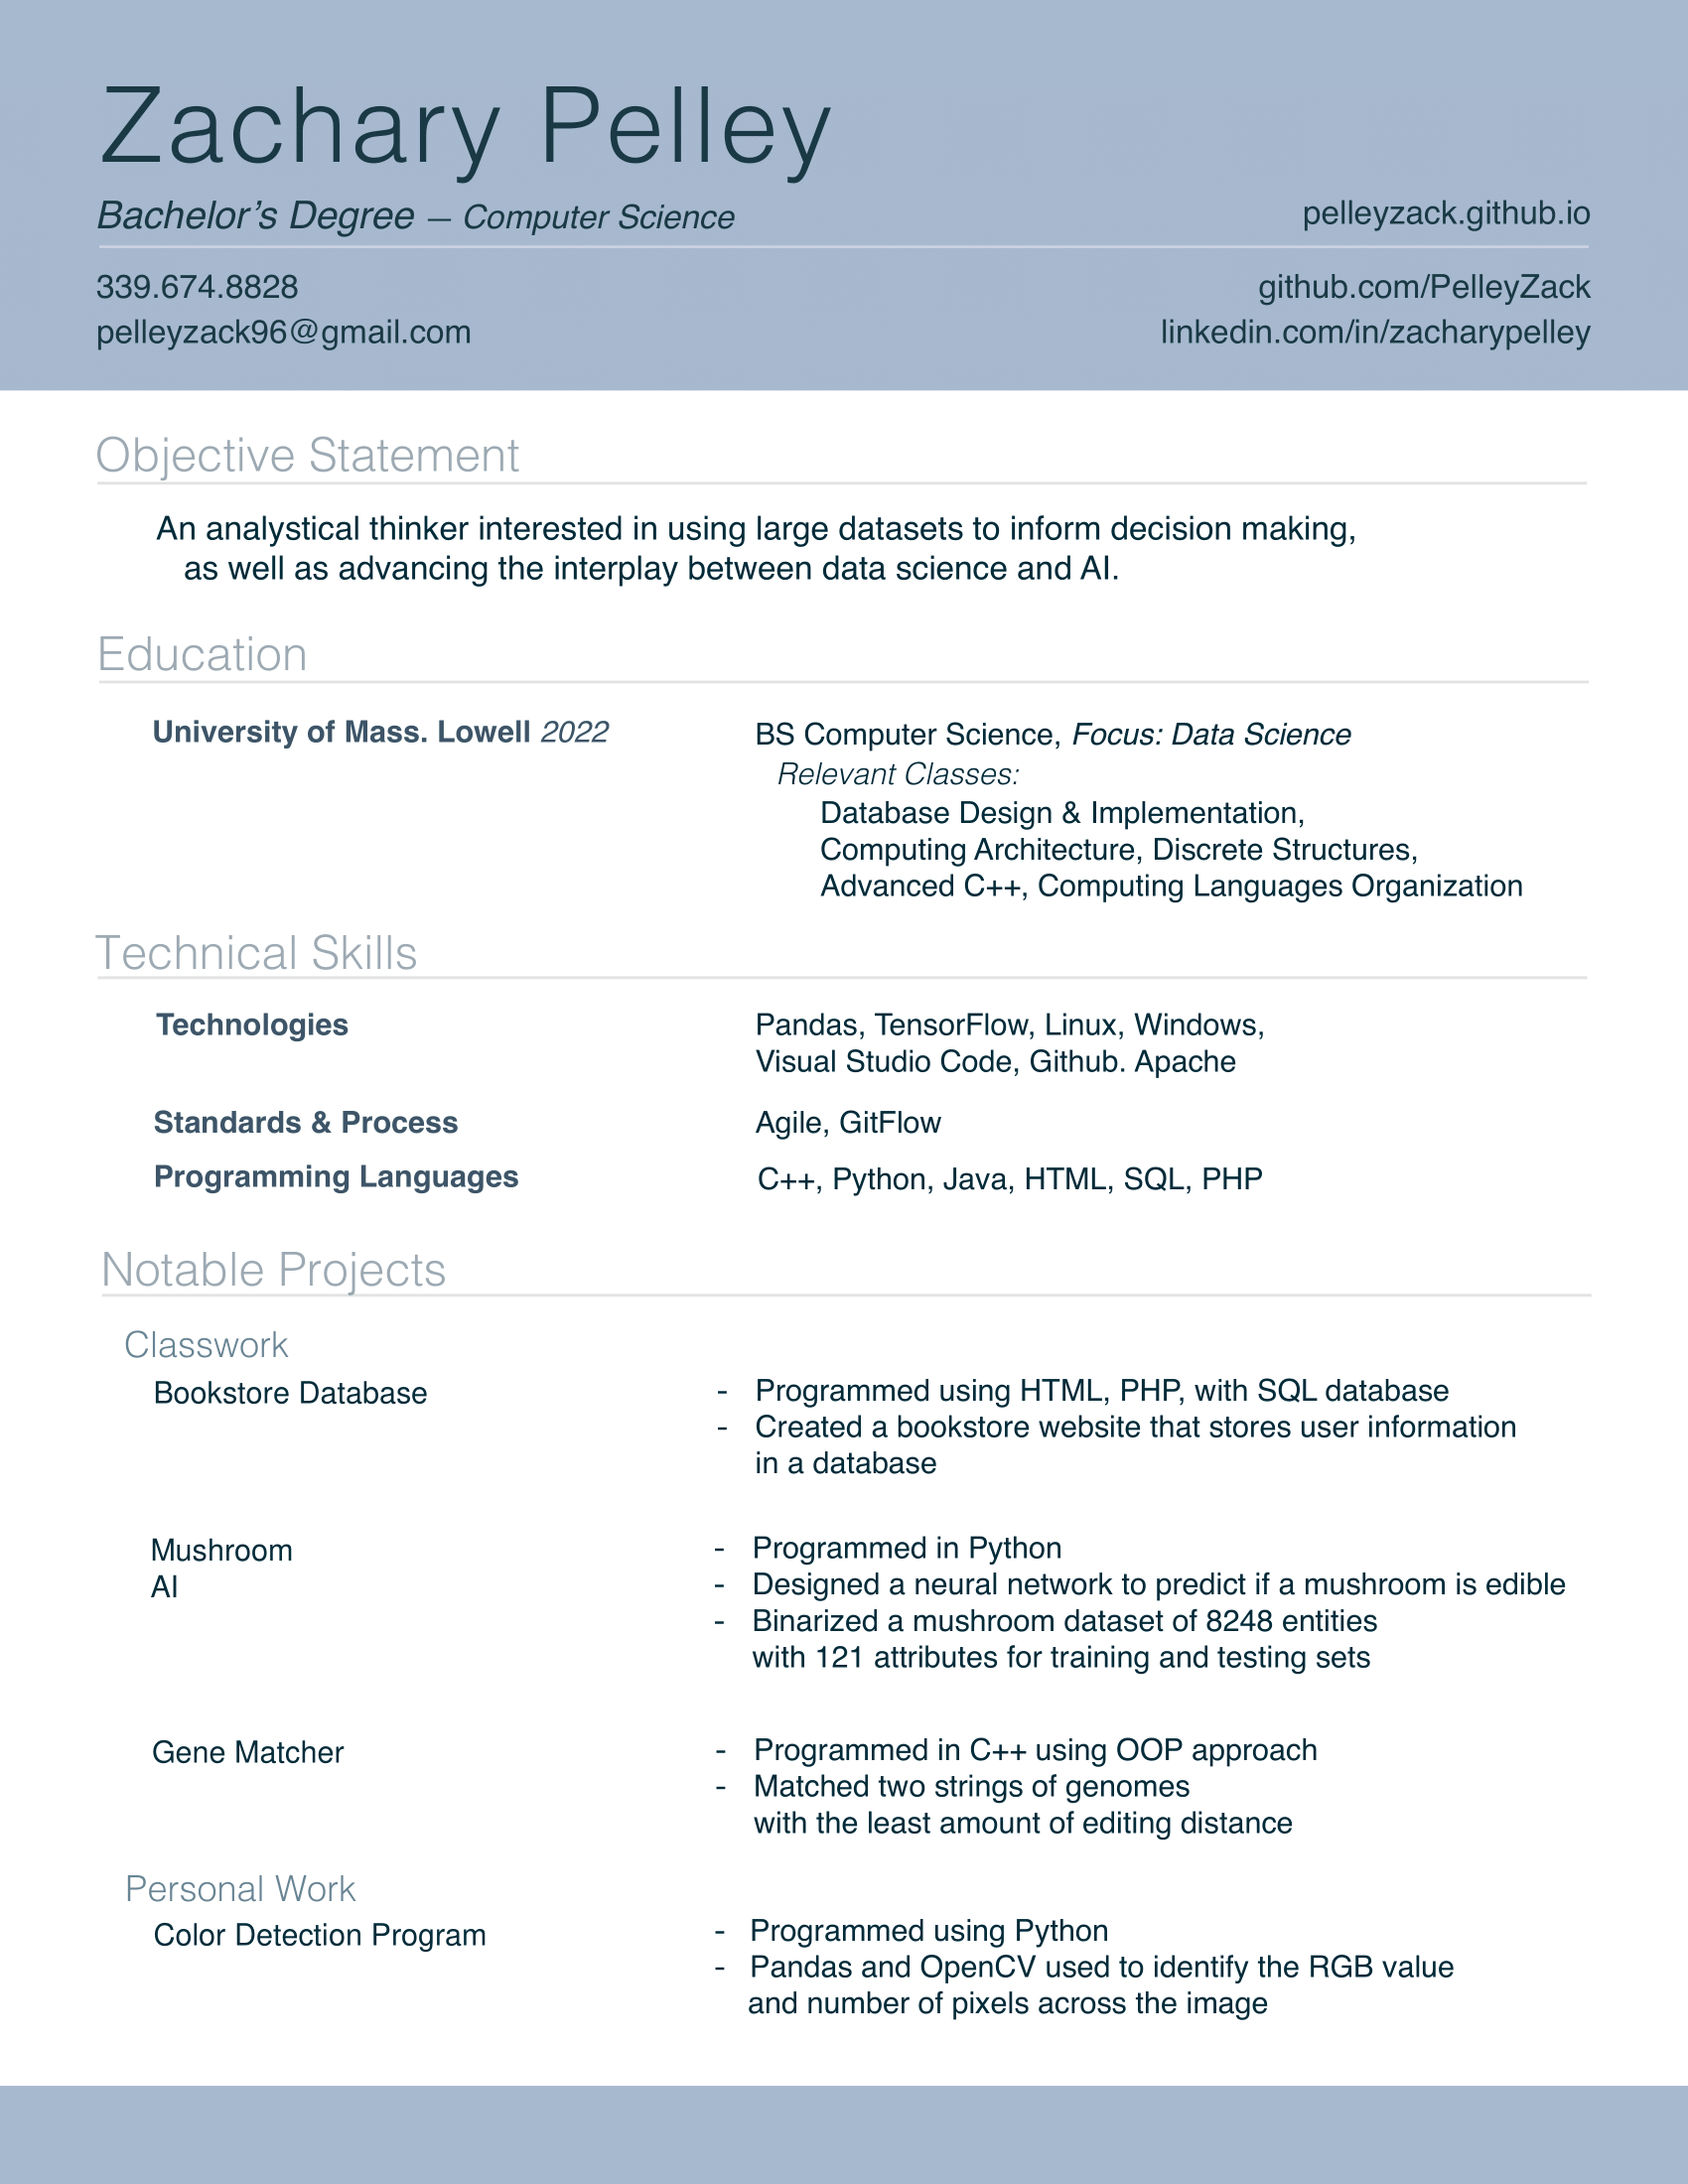 Zachary Pelley
Bachelor's Degree — Computer Science
pelleyzack.github.io
339.674.8828
github.com/PelleyZack
pelleyzack96@gmail.com
linkedin.com/in/zacharypelley
Objective Statement
An analystical thinker interested in using large datasets to inform decision making,
as well as advancing the interplay between data science and AI.
Education
University of Mass. Lowell 2022
BS Computer Science, Focus: Data Science
Relevant Classes:
Database Design & Implementation,
Computing Architecture, Discrete Structures,
Advanced C++, Computing Languages Organization
Technical Skills
Technologies
Pandas, TensorFlow, Linux, Windows,
Visual Studio Code, Github. Apache
Standards & Process
Agile, GitFlow
Programming Languages
C++, Python, Java, HTML, SQL, PHP
Notable Projects
Classwork
Bookstore Database
- Programmed using HTML, PHP, with SQL database
- Created a bookstore website that stores user information
in a database
Mushroom
AI
- Programmed in Python
- Designed a neural network to predict if a mushroom is edible
- Binarized a mushroom dataset of 8248 entities
with 121 attributes for training and testing sets
Gene Matcher
- Programmed in C++ using OOP approach
- Matched two strings of genomes
with the least amount of editing distance
Personal Work
Color Detection Program
- Programmed using Python
- Pandas and OpenCV used to identify the RGB value
and number of pixels across the image